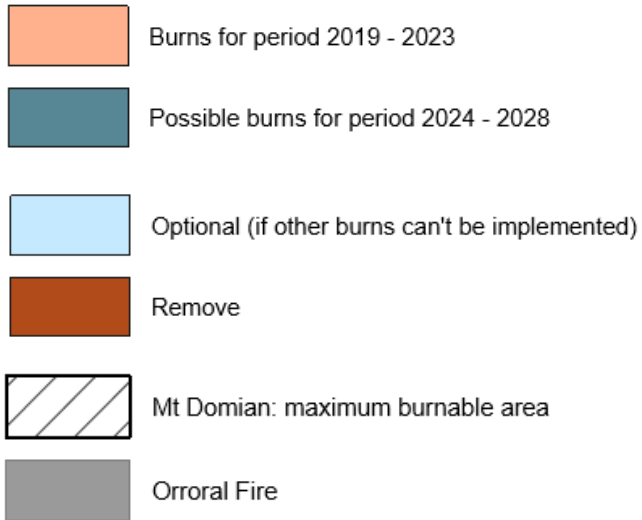 Burns for period 2019 - 2023
Possible burns for period 2024 - 2028
Optional (if other burns can't be implemented)
Remove
Mt Domian: maximum burnable area
Orroral Fire